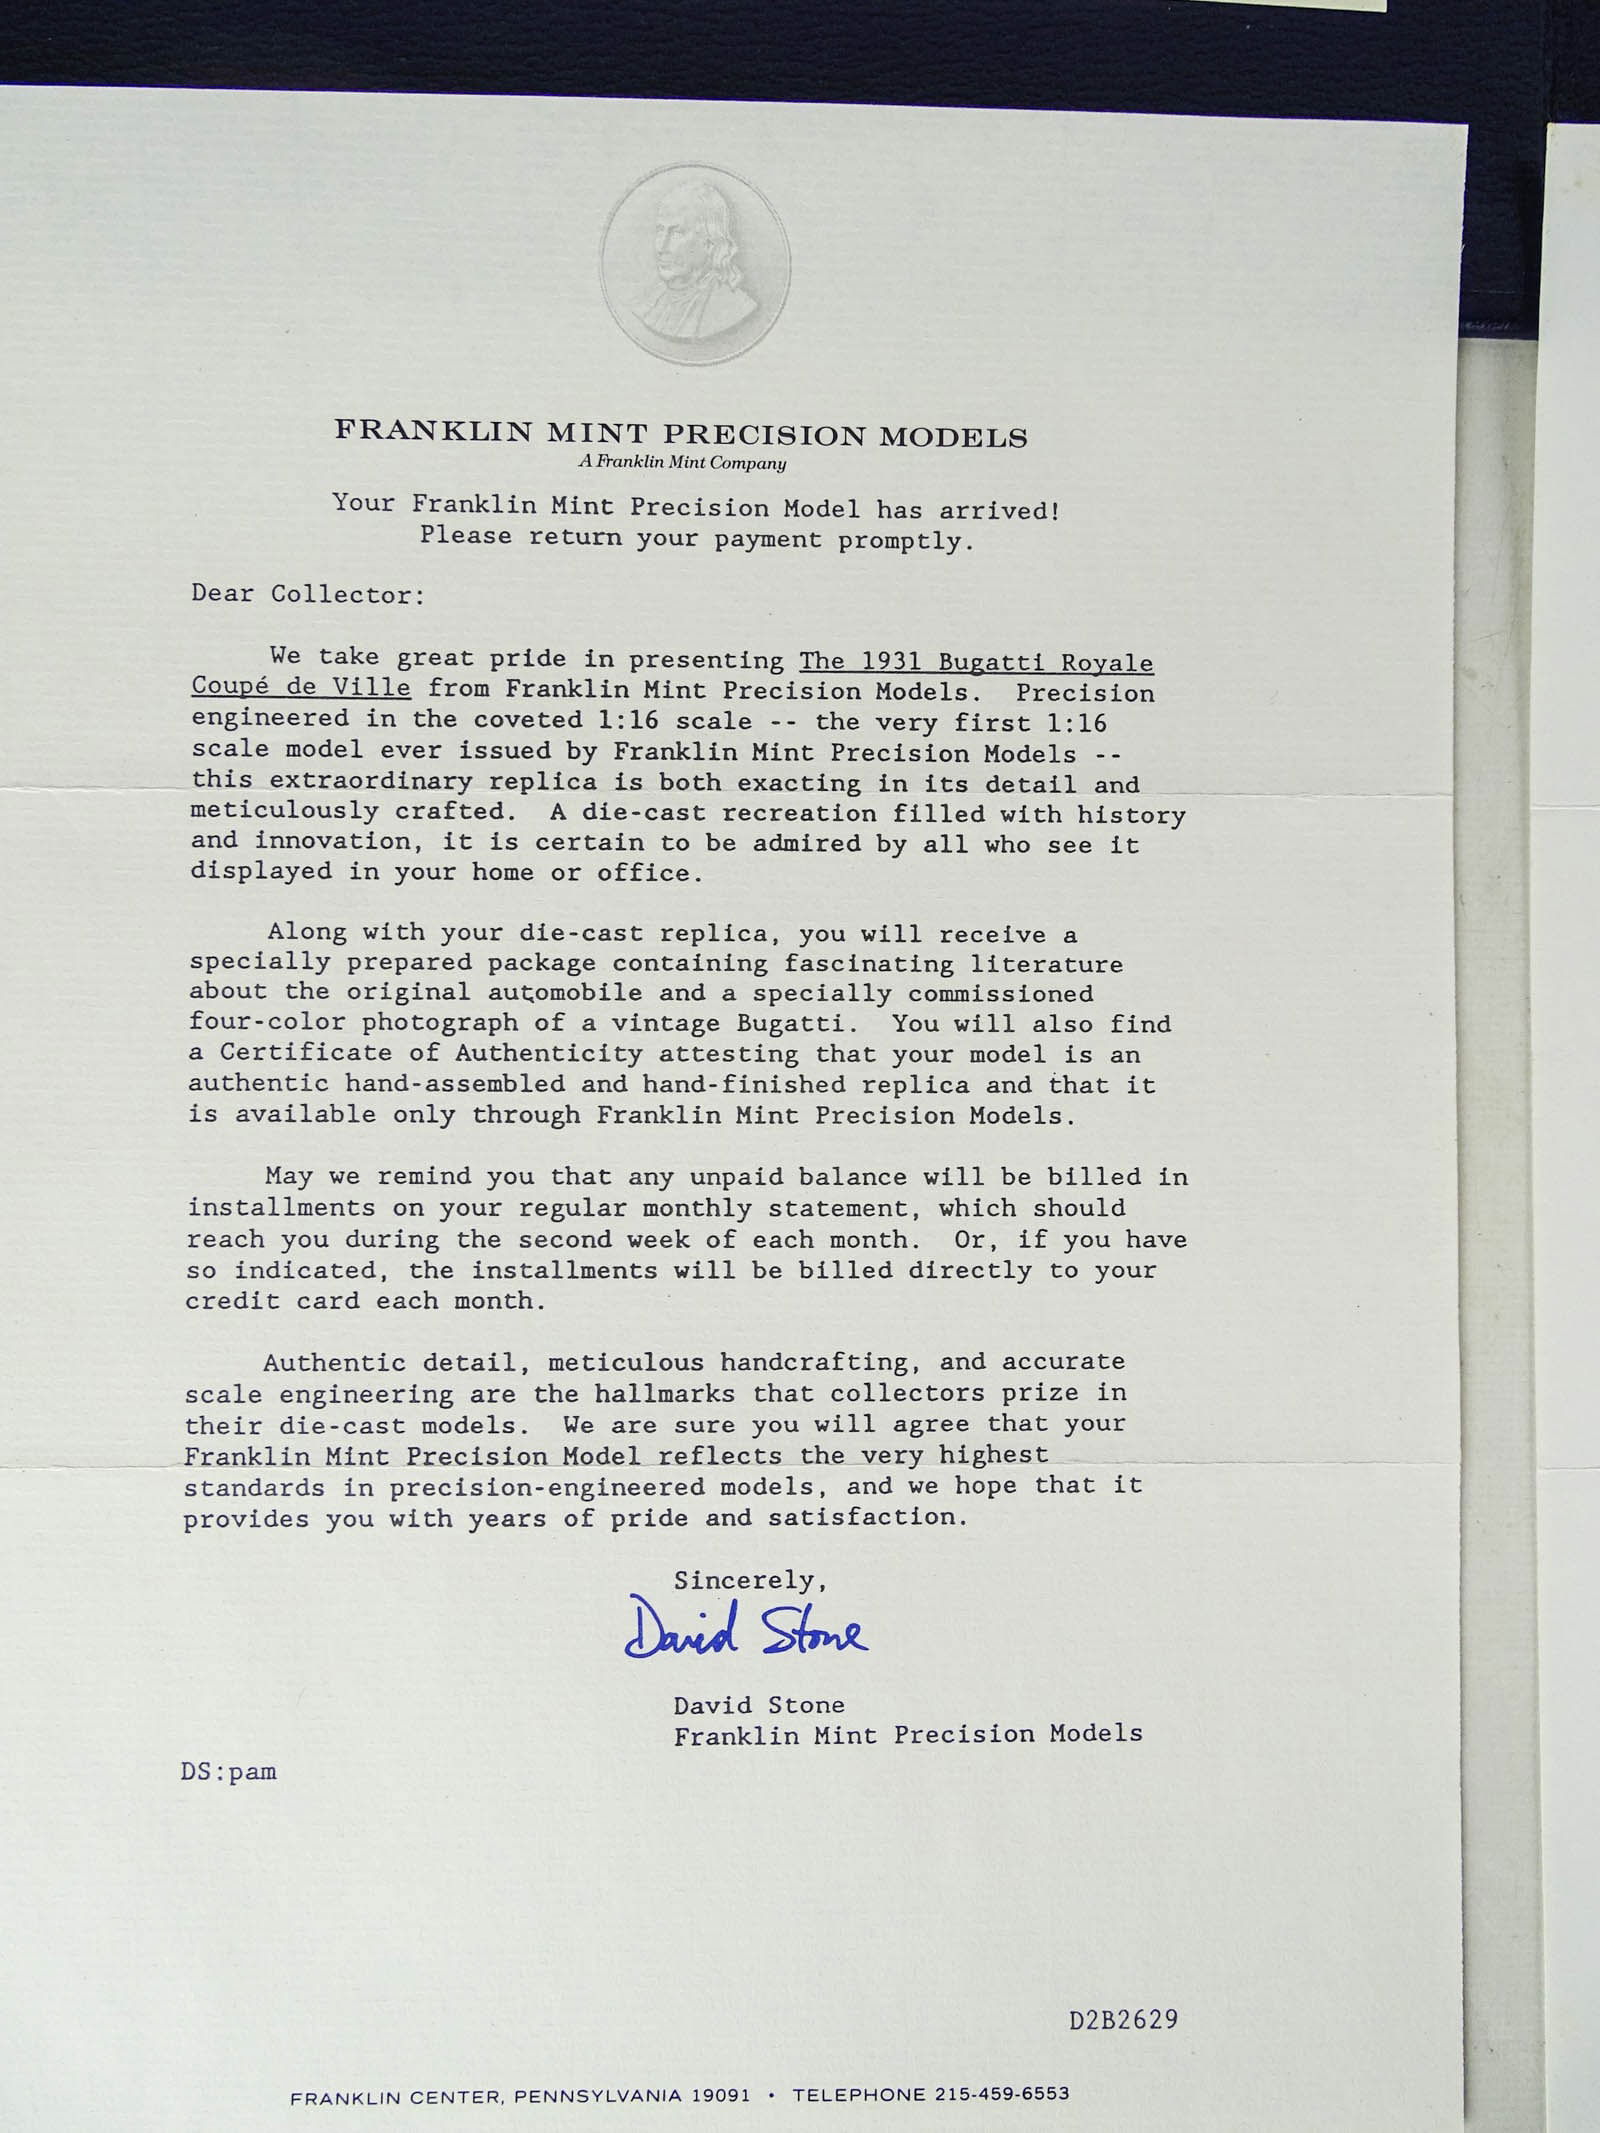 FRANKLIN MINT PRECISION MODELS
A Franklin Mint Company
Your Franklin Mint Precision Model has arrived!
Please return your payment promptly.
Dear Collector:
We take great pride in presenting The 1931 Bugatti Royale
Coupé de Ville from Franklin Mint Precision Models. Precision
engineered in the coveted 1:16 scale -- the very first 1:16
scale model ever issued by Franklin Mint Precision Models --
this extraordinary replica is both exacting in its detail and
meticulously crafted. A die-cast recreation filled with history
and innovation, it is certain to be admired by all who see it
displayed in your home or office.
Along with your die-cast replica, you will receive a
specially prepared package containing fascinating literature
about the original automobile and a specially commissioned
four-color photograph of a vintage Bugatti. You will also find
a Certificate of Authenticity attesting that your model is an
authentic hand-assembled and hand-finished replica and that it
is available only through Franklin Mint Precision Models.
May we remind you that any unpaid balance will be billed in
installments on your regular monthly statement, which should
reach you during the second week of each month. Or, if you have
so indicated, the installments will be billed directly to your
credit card each month.
Authentic detail, meticulous handcrafting, and accurate
scale engineering are the hallmarks that collectors prize in
their die-cast models. We are sure you will agree that your
Franklin Mint Precision Model reflects the very highest
standards in precision-engineered models, and we hope that it
provides you with years of pride and satisfaction.
Sincerely,
David Stone
David Stone
Franklin Mint Precision Models
DS:pam
D2B2629
FRANKLIN CENTER, PENNSYLVANIA 19091 • TELEPHONE 215-459-6553